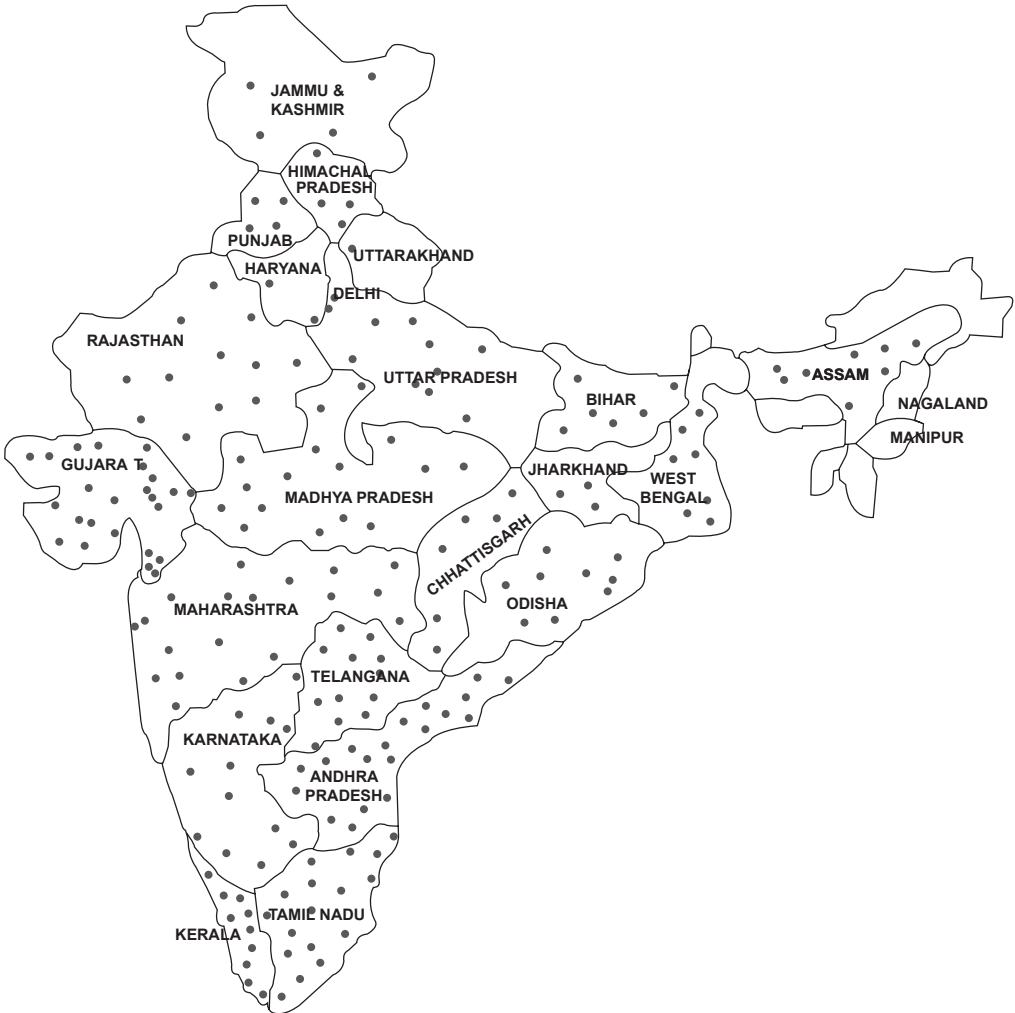 JAMMU &
KASHMIR
HIMACHAL
PRADESH
PUNJAB
UTTARAKHAND
HARYANA
DELHI
RAJASTHAN
UTTAR PRADESH
ASSAM
BIHAR
NAGALAND
MANIPUR
GUJARA T
JHARKHAND
WEST
BENGAL
MADHYA PRADESH
CHHATTISGARH
ODISHA
MAHARASHTRA
TELANGANA
KARNATAKA
ANDHRA
PRADESH
TAMIL NADU
KERALA